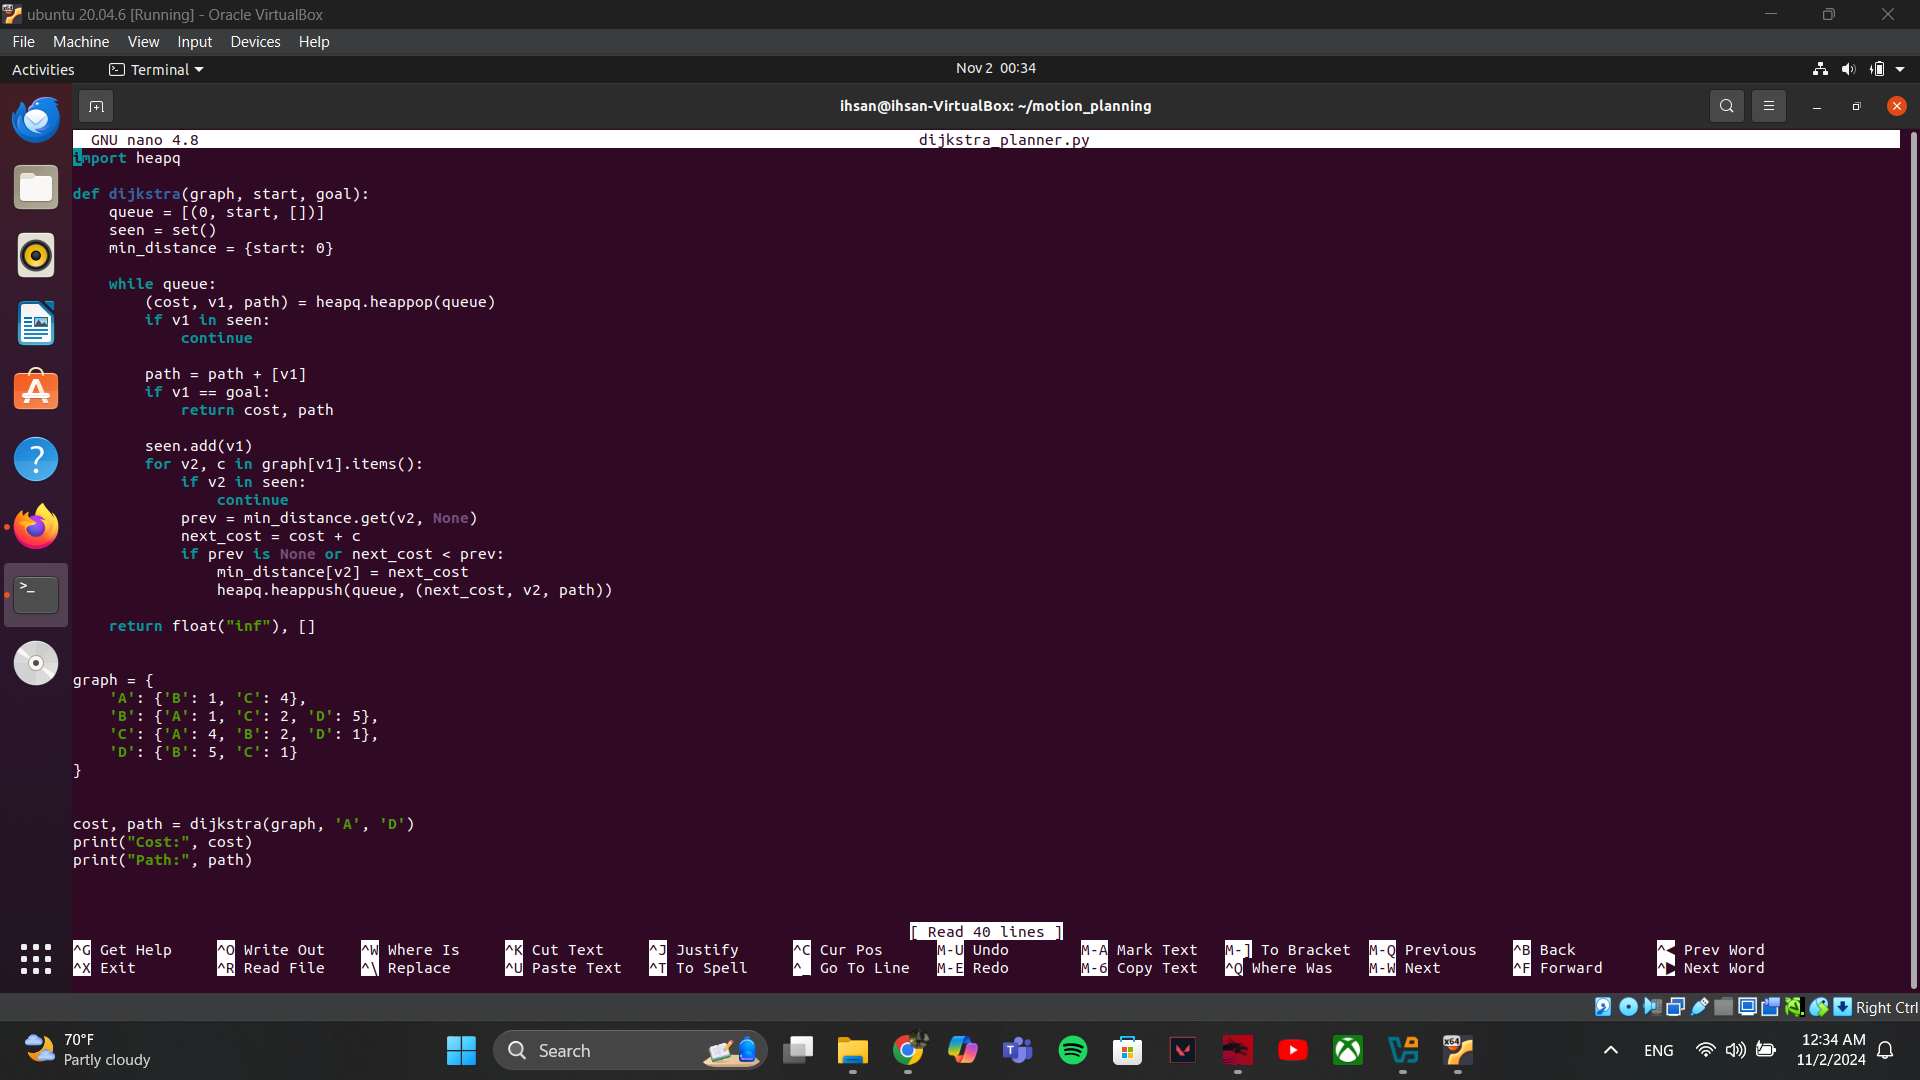 ubuntu 20.04.6 [Running] - Oracle VirtualBox
File Machine View Input Devices Help
Activities Terminal Nov 2 00:34
ihsan@ihsan-VirtualBox: ~/motion_planning
GNU nano 4.8 dijkstra_planner.py
import heapq
def dijkstra(graph, start, goal):
    queue = [(0, start, [])]
    seen = set()
    min_distance = {start: 0}
    while queue:
        (cost, v1, path) = heapq.heappop(queue)
        if v1 in seen:
            continue
        path = path + [v1]
        if v1 == goal:
            return cost, path
        seen.add(v1)
        for v2, c in graph[v1].items():
            if v2 in seen:
                continue
            prev = min_distance.get(v2, None)
            next_cost = cost + c
            if prev is None or next_cost < prev:
                min_distance[v2] = next_cost
                heapq.heappush(queue, (next_cost, v2, path))
    return float("inf"), []
graph = {
    'A': {'B': 1, 'C': 4},
    'B': {'A': 1, 'C': 2, 'D': 5},
    'C': {'A': 4, 'B': 2, 'D': 1},
    'D': {'B': 5, 'C': 1}
}
cost, path = dijkstra(graph, 'A', 'D')
print("Cost:", cost)
print("Path:", path)
[ Read 40 lines ]
^G Get Help ^O Write Out ^W Where Is ^K Cut Text ^J Justify ^C Cur Pos M-U Undo M-A Mark Text M-] To Bracket M-Q Previous ^B Back ^◀ Prev Word
^X Exit ^R Read File ^\ Replace ^U Paste Text ^T To Spell ^_ Go To Line M-E Redo M-6 Copy Text ^Q Where Was M-W Next ^F Forward ^▶ Next Word
Right Ctrl
70°F
Partly cloudy
Search
ENG
12:34 AM
11/2/2024